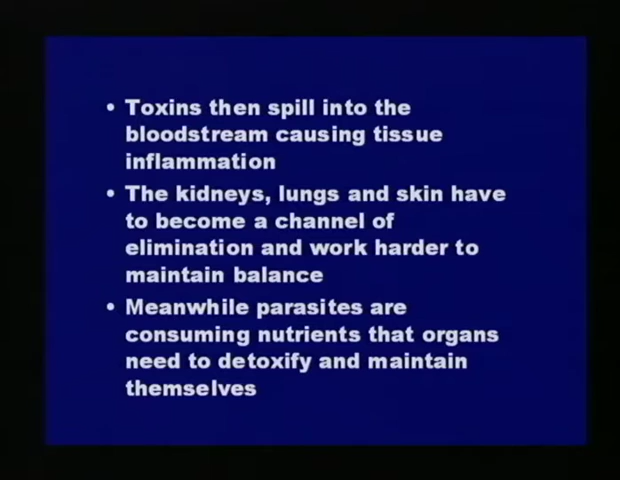 • Toxins then spill into the
bloodstream causing tissue
inflammation
• The kidneys, lungs and skin have
to become a channel of
elimination and work harder to
maintain balance
• Meanwhile parasites are
consuming nutrients that organs
need to detoxify and maintain
themselves